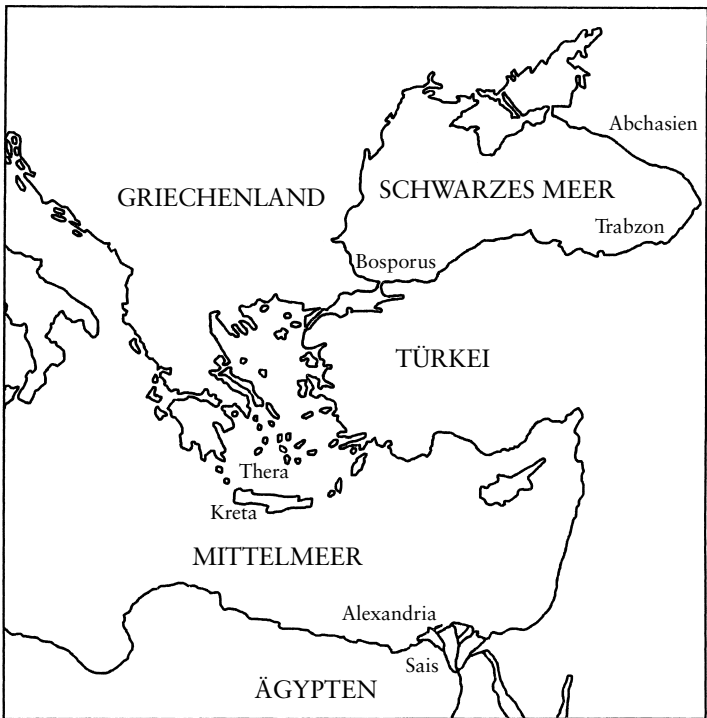 Abchasien
GRIECHENLAND
SCHWARZES MEER
Trabzon
Bosporus
TÜRKEI
Thera
Kreta
MITTELMEER
Alexandria
Sais
ÄGYPTEN